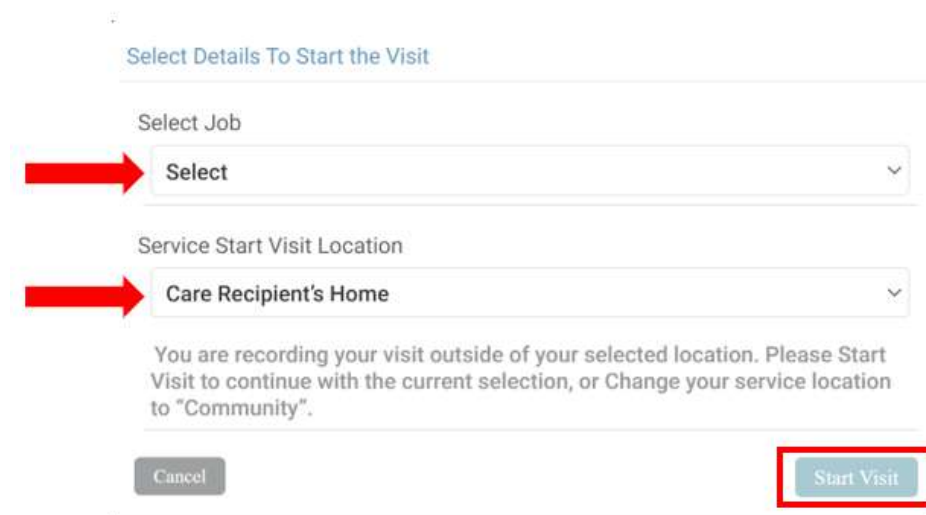 Select Details To Start the Visit
Select Job
Select
Service Start Visit Location
Care Recipient's Home
You are recording your visit outside of your selected location. Please Start
Visit to continue with the current selection, or Change your service location
to "Community".
Cancel
Start Visit